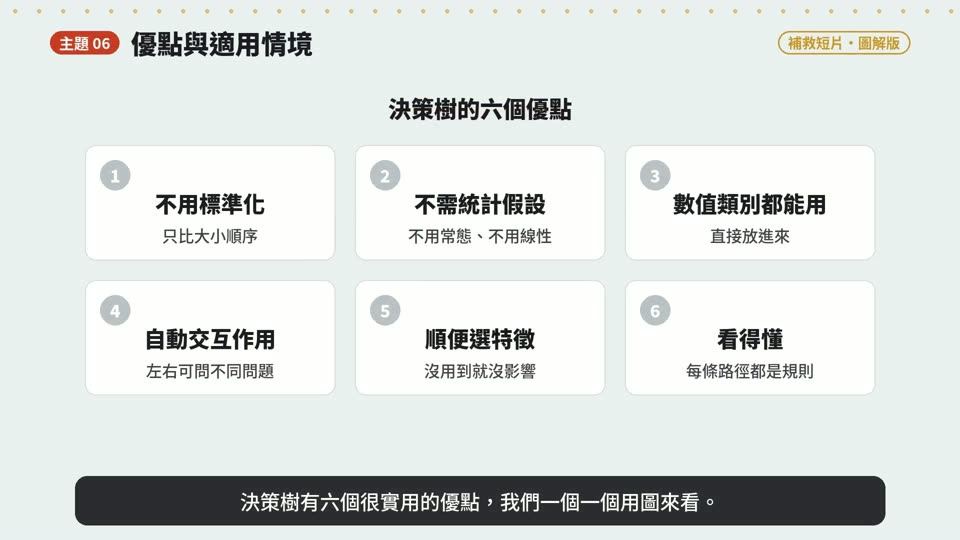 主題 06 優點與適用情境
補救短片・圖解版
決策樹的六個優點
1
不用標準化
只比大小順序
2
不需統計假設
不用常態、不用線性
3
數值類別都能用
直接放進來
4
自動交互作用
左右可問不同問題
5
順便選特徵
沒用到就沒影響
6
看得懂
每條路徑都是規則
決策樹有六個很實用的優點，我們一個一個用圖來看。